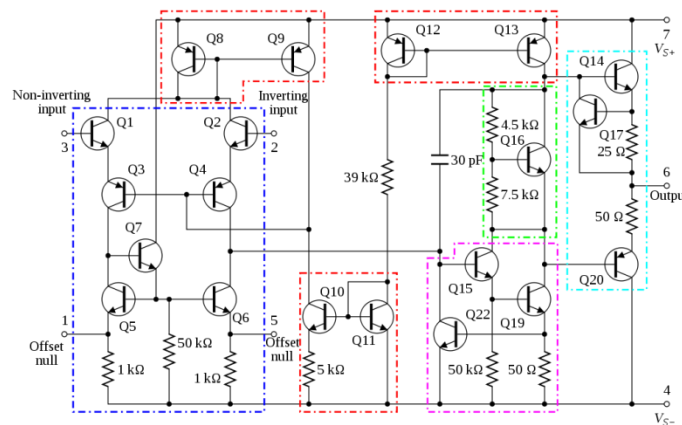 Q8
Q9
Q12
Q13
7
V_S+
Q14
Non-inverting
input
Inverting
input
Q1
Q2
3
2
4.5 kΩ
Q16
Q17
25 Ω
Q3
Q4
39 kΩ
30 pF
7.5 kΩ
6
Output
50 Ω
Q7
Q15
Q20
Q10
Q22
Q19
1
Q5
Q6
5
Offset
null
50 kΩ
Offset
null
Q11
1 kΩ
1 kΩ
5 kΩ
50 kΩ
50 Ω
4
V_S−